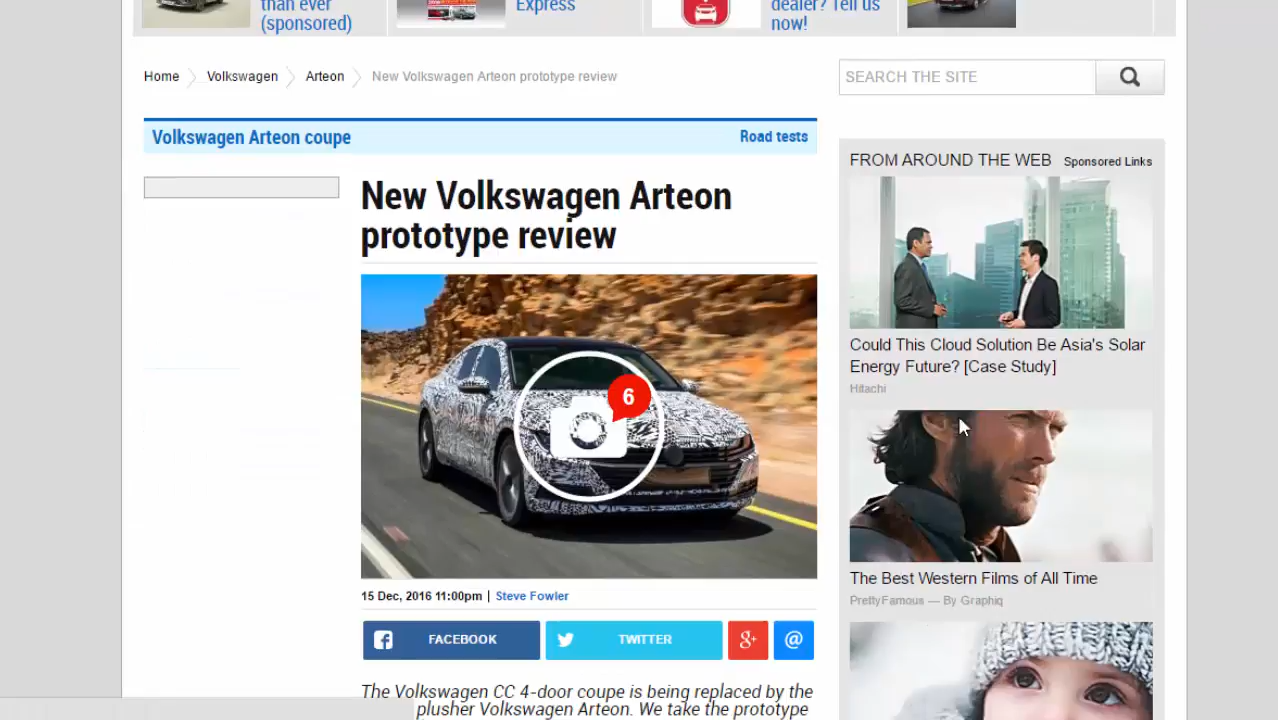 than ever
(sponsored)
Express
dealer? Tell us
now!
Home
Volkswagen
Arteon
New Volkswagen Arteon prototype review
SEARCH THE SITE
Volkswagen Arteon coupe
Road tests
New Volkswagen Arteon
prototype review
6
15 Dec, 2016 11:00pm | Steve Fowler
FACEBOOK
TWITTER
g+
@
The Volkswagen CC 4-door coupe is being replaced by the
plusher Volkswagen Arteon. We take the prototype
FROM AROUND THE WEB
Sponsored Links
Could This Cloud Solution Be Asia's Solar
Energy Future? [Case Study]
Hitachi
The Best Western Films of All Time
PrettyFamous — By Graphiq